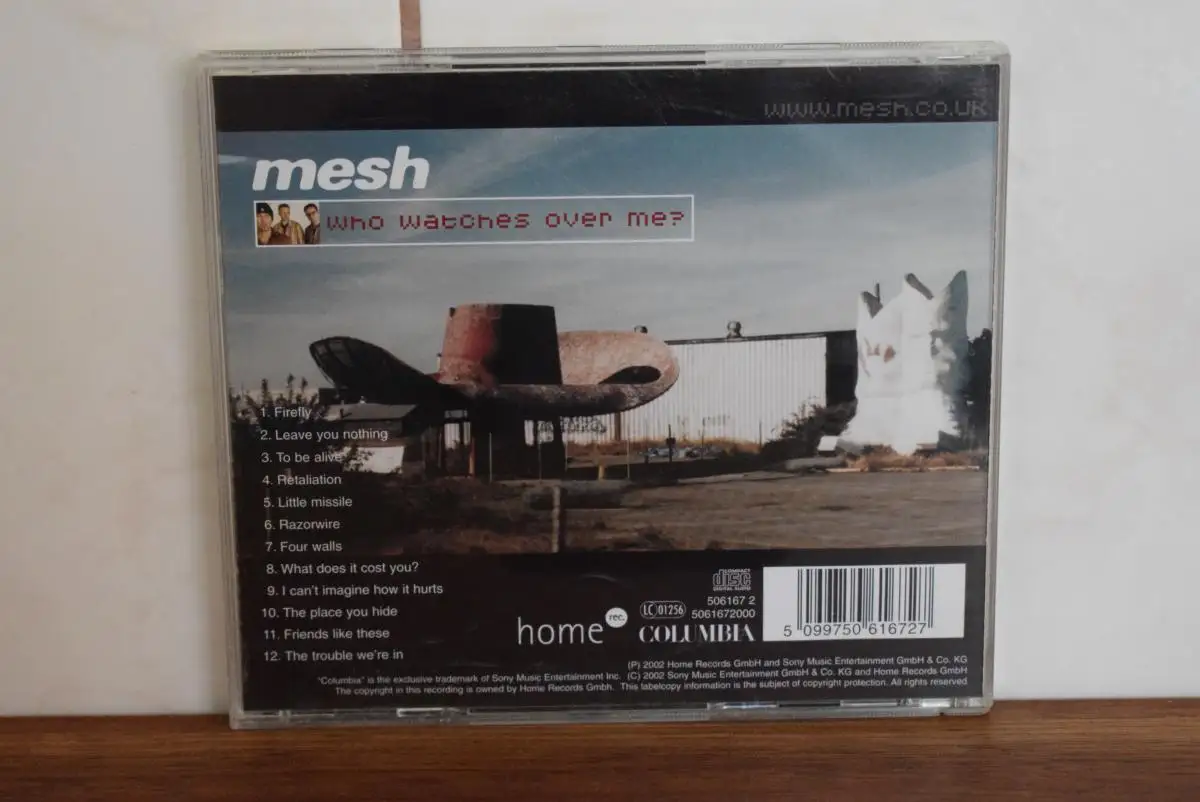 www.mesh.co.uk
mesh
who watches over me?
1. Firefly
2. Leave you nothing
3. To be alive
4. Retaliation
5. Little missile
6. Razorwire
7. Four walls
8. What does it cost you?
9. I can't imagine how it hurts
10. The place you hide
11. Friends like these
12. The trouble we're in
home rec.
COMPACT
disc
DIGITAL AUDIO
LC 01256
506167 2
5061672000
COLUMBIA
5 099750 616727
(P) 2002 Home Records GmbH and Sony Music Entertainment GmbH & Co. KG
"Columbia" is the exclusive trademark of Sony Music Entertainment Inc. (C) 2002 Sony Music Entertainment GmbH & Co. KG and Home Records GmbH
The copyright in this recording is owned by Home Records Gmbh. This labelcopy information is the subject of copyright protection. All rights reserved